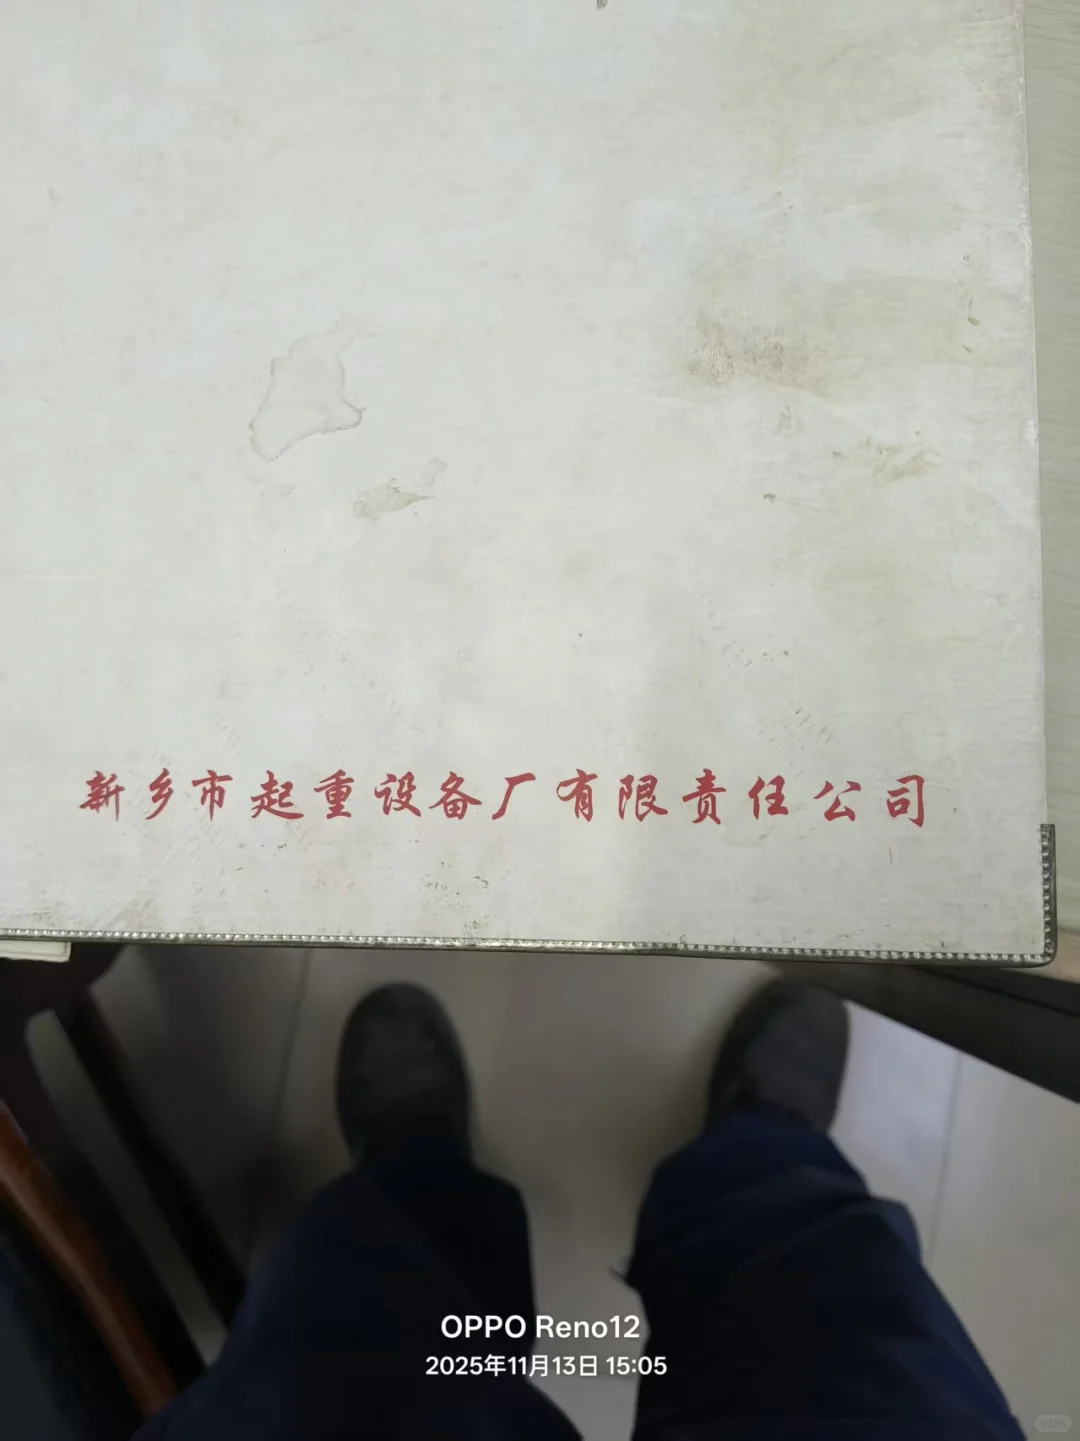 新乡市起重设备厂有限责任公司
OPPO Reno12
2025年11月13日 15:05